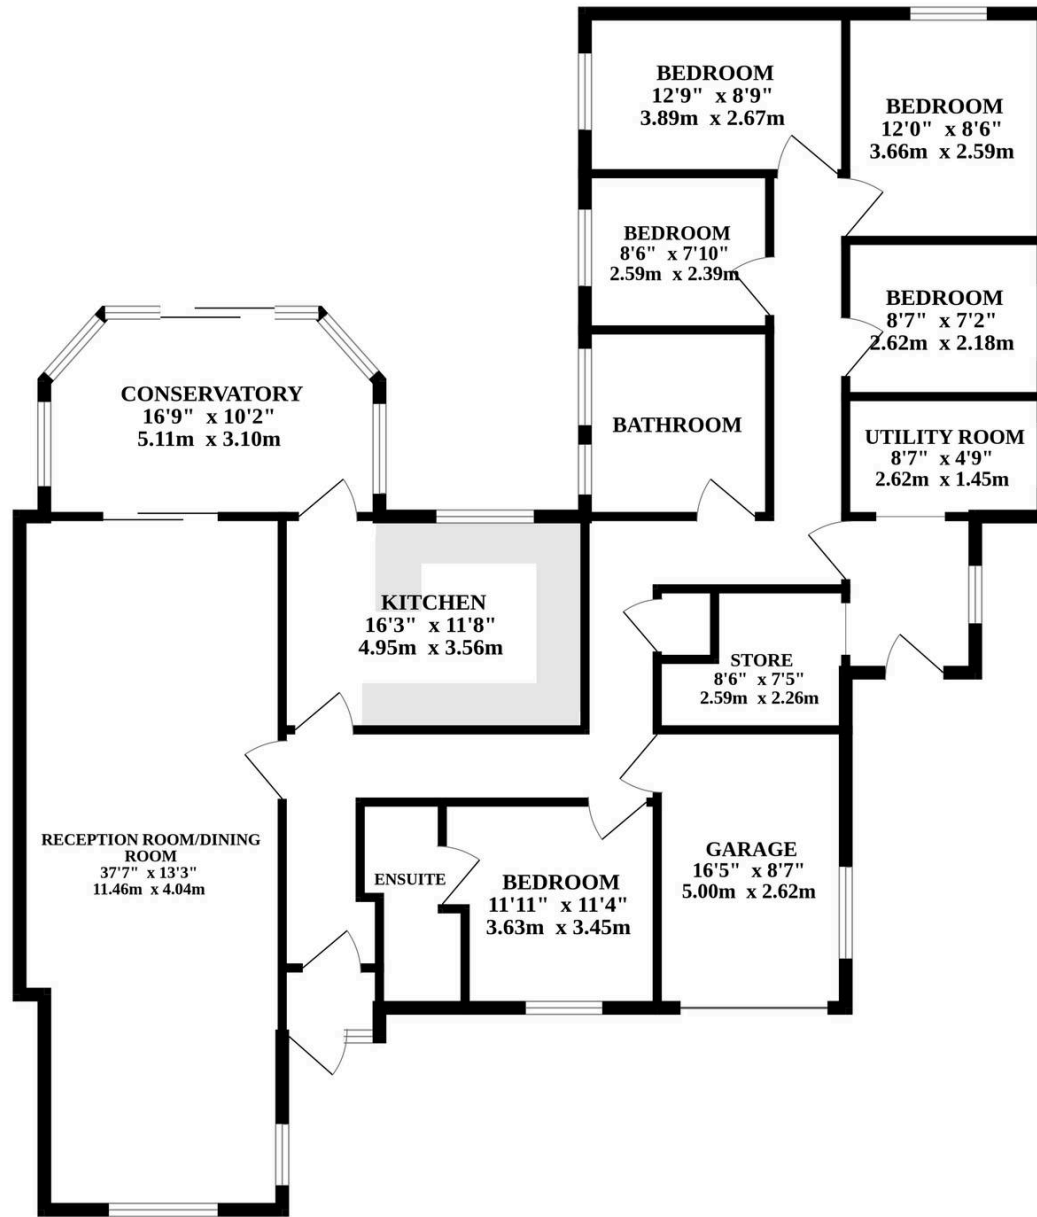 BEDROOM
12'9" x 8'9"
3.89m x 2.67m
BEDROOM
12'0" x 8'6"
3.66m x 2.59m
BEDROOM
8'6" x 7'10"
2.59m x 2.39m
BEDROOM
8'7" x 7'2"
2.62m x 2.18m
CONSERVATORY
16'9" x 10'2"
5.11m x 3.10m
BATHROOM
UTILITY ROOM
8'7" x 4'9"
2.62m x 1.45m
KITCHEN
16'3" x 11'8"
4.95m x 3.56m
STORE
8'6" x 7'5"
2.59m x 2.26m
RECEPTION ROOM/DINING
ROOM
37'7" x 13'3"
11.46m x 4.04m
ENSUITE
BEDROOM
11'11" x 11'4"
3.63m x 3.45m
GARAGE
16'5" x 8'7"
5.00m x 2.62m